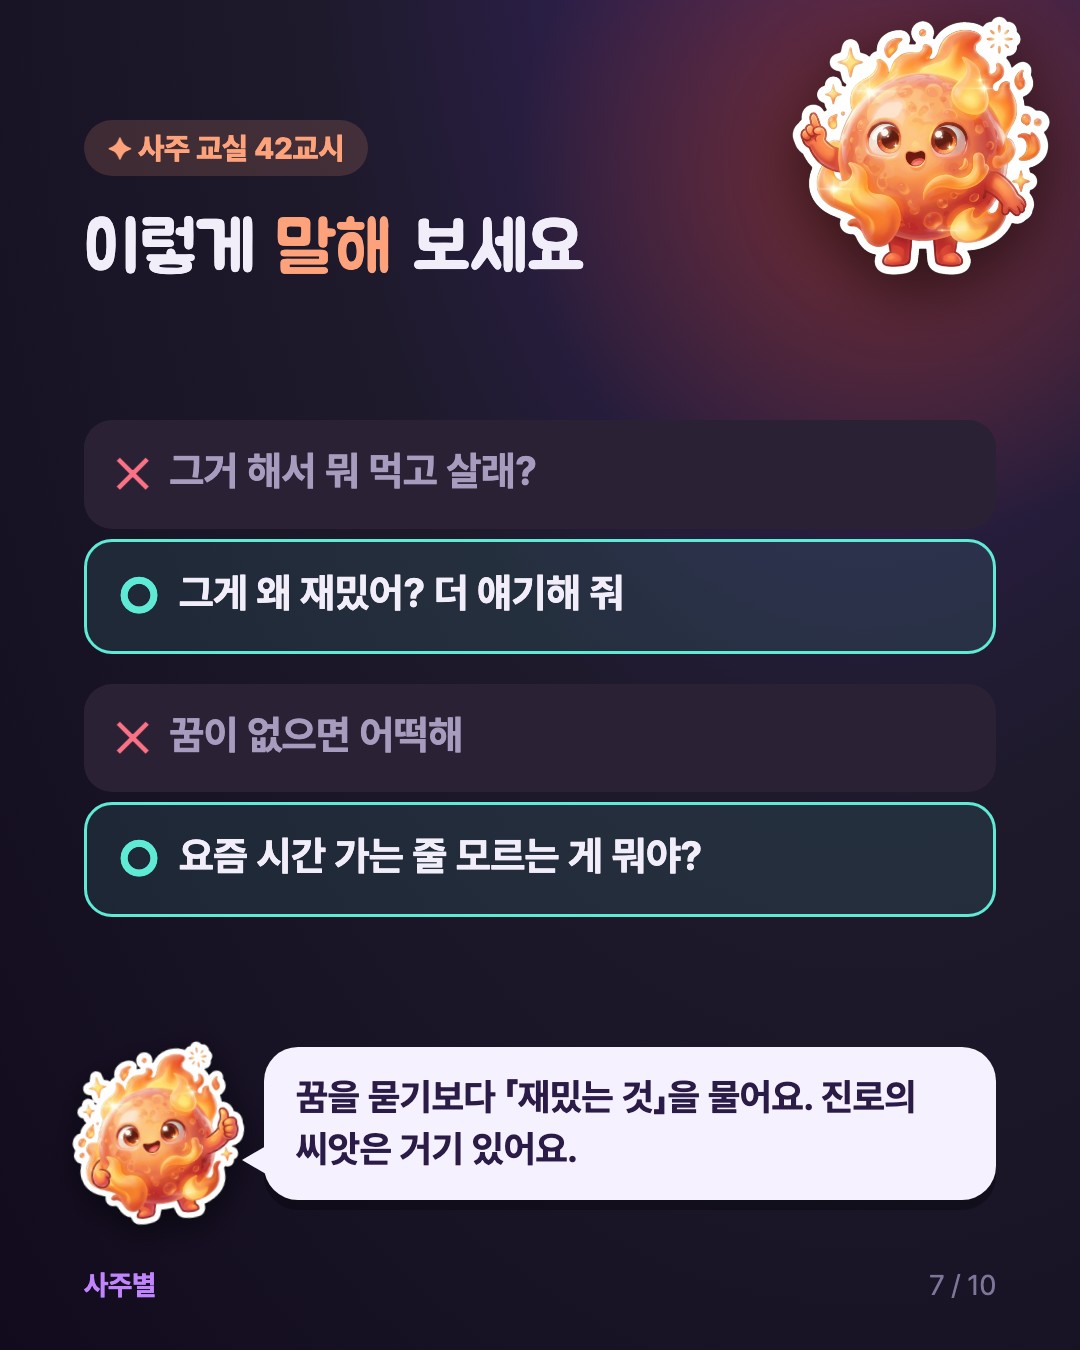 사주 교실 42교시
이렇게 말해 보세요
그거 해서 뭐 먹고 살래?
그게 왜 재밌어? 더 얘기해 줘
꿈이 없으면 어떡해
요즘 시간 가는 줄 모르는 게 뭐야?
꿈을 묻기보다 「재밌는 것」을 물어요. 진로의
씨앗은 거기 있어요.
사주별
7 / 10